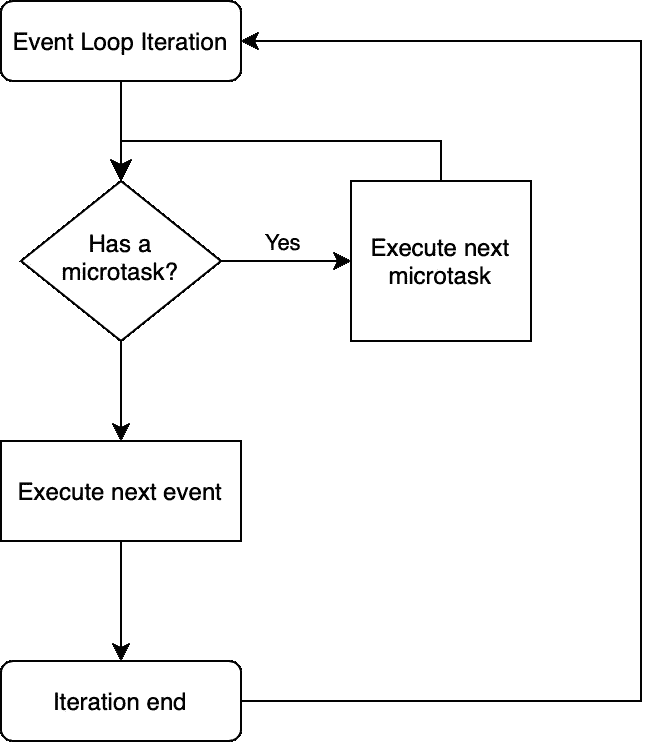 Event Loop Iteration
Has a
microtask?
Yes
Execute next
microtask
Execute next event
Iteration end